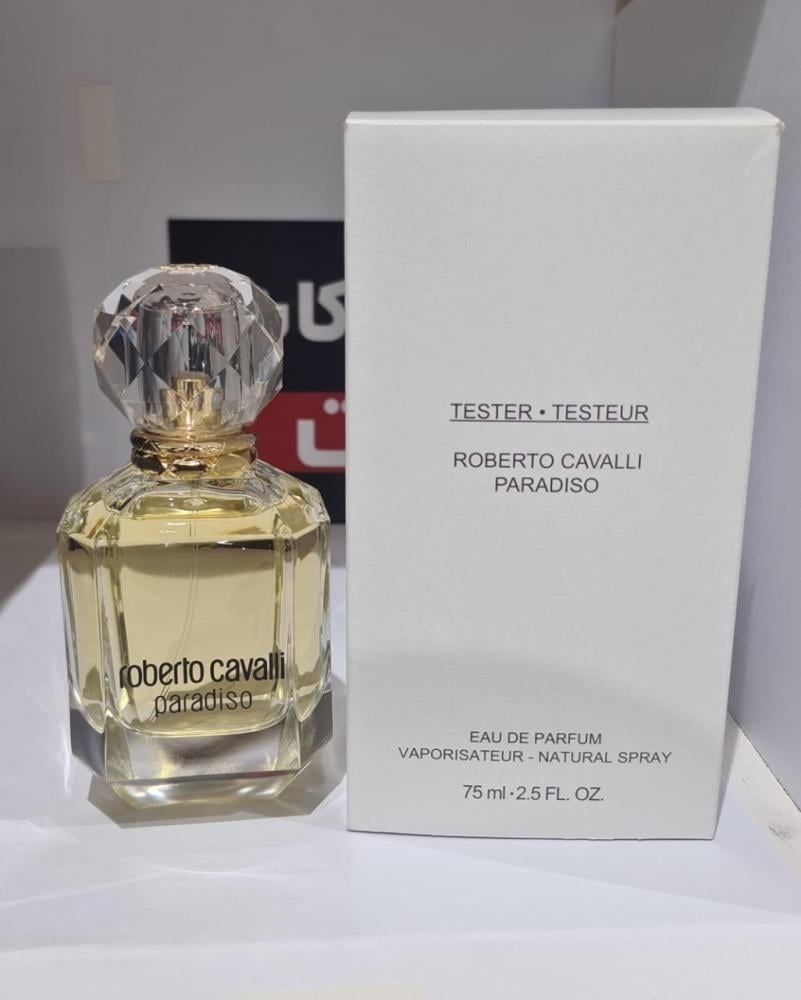 roberto cavalli
paradiso
TESTER • TESTEUR
ROBERTO CAVALLI
PARADISO
EAU DE PARFUM
VAPORISATEUR - NATURAL SPRAY
75 ml • 2.5 FL. OZ.